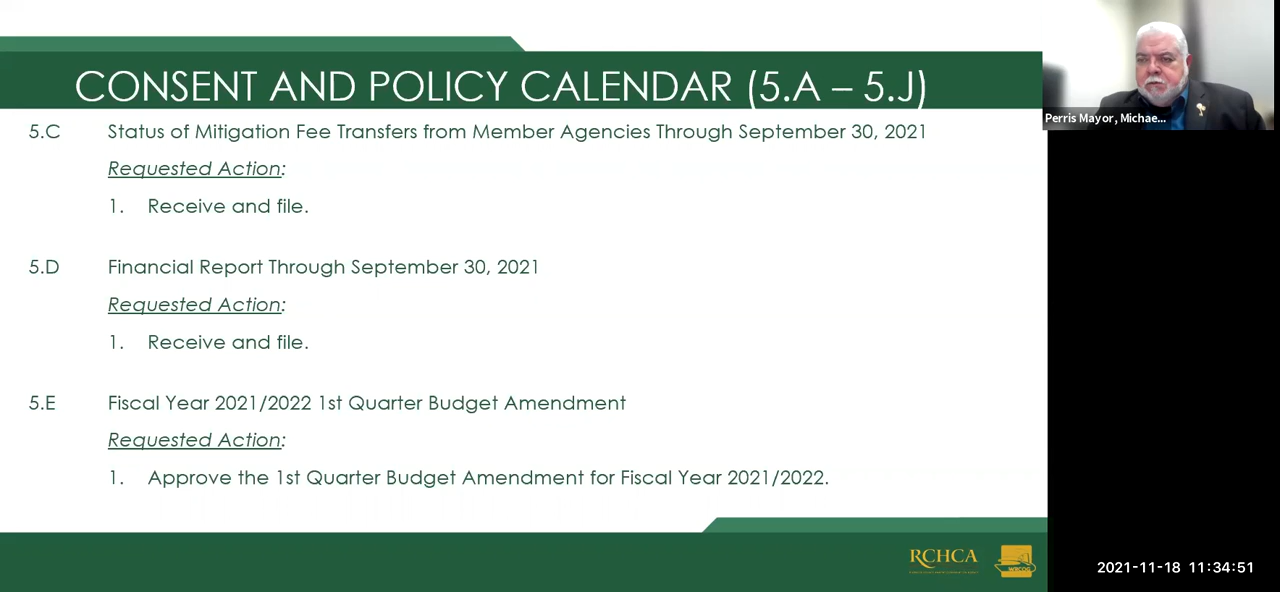 CONSENT AND POLICY CALENDAR (5.A – 5.J)
Perris Mayor, Michae...
5.C Status of Mitigation Fee Transfers from Member Agencies Through September 30, 2021
Requested Action:
1. Receive and file.
5.D Financial Report Through September 30, 2021
Requested Action:
1. Receive and file.
5.E Fiscal Year 2021/2022 1st Quarter Budget Amendment
Requested Action:
1. Approve the 1st Quarter Budget Amendment for Fiscal Year 2021/2022.
RCHCA
WRCOG
2021-11-18 11:34:51